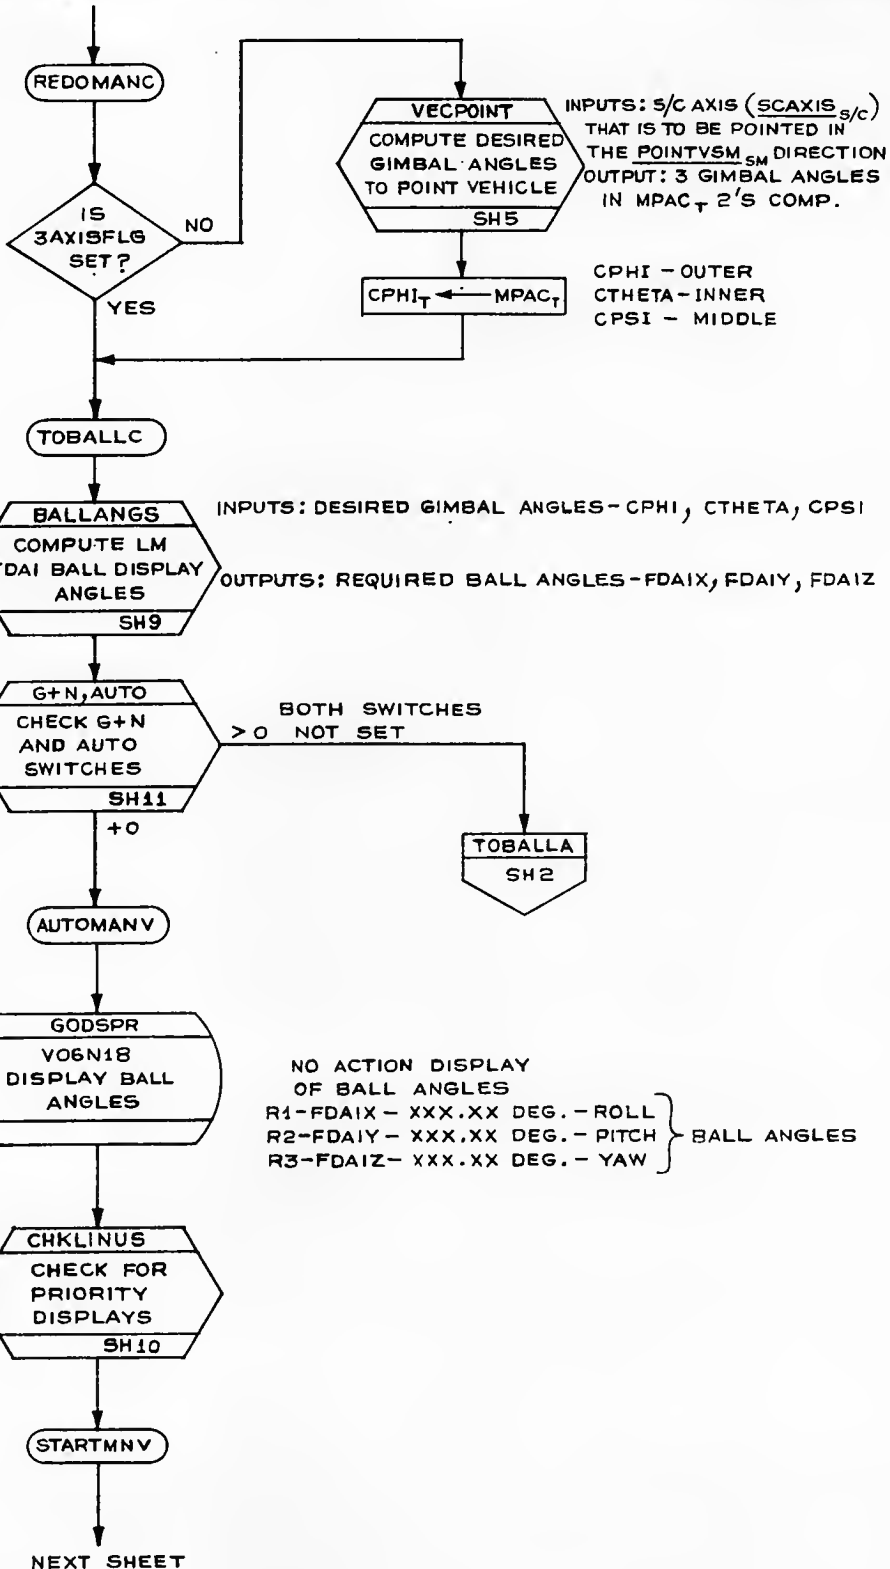 REDOMANC
IS
3AXISFLG
SET?
NO
YES
VECPOINT
COMPUTE DESIRED
GIMBAL ANGLES
TO POINT VEHICLE
SH5
INPUTS: S/C AXIS (SCAXIS S/C)
THAT IS TO BE POINTED IN
THE POINTVSM SM DIRECTION
OUTPUT: 3 GIMBAL ANGLES
IN MPAC T 2'S COMP.
CPHI T MPAC T
CPHI - OUTER
CTHETA - INNER
CPSI - MIDDLE
TOBALLC
BALLANGS
COMPUTE LM
FDAI BALL DISPLAY
ANGLES
SH9
INPUTS: DESIRED GIMBAL ANGLES - CPHI, CTHETA, CPSI
OUTPUTS: REQUIRED BALL ANGLES - FDAIX, FDAIY, FDAIZ
G+N, AUTO
CHECK G+N
AND AUTO
SWITCHES
SH11
BOTH SWITCHES
>0 NOT SET
+0
TOBALLA
SH2
AUTOMANV
GODSPR
V06N18
DISPLAY BALL
ANGLES
NO ACTION DISPLAY
OF BALL ANGLES
R1-FDAIX - XXX.XX DEG. - ROLL
R2-FDAIY - XXX.XX DEG. - PITCH
R3-FDAIZ - XXX.XX DEG. - YAW
BALL ANGLES
CHKLINUS
CHECK FOR
PRIORITY
DISPLAYS
SH10
STARTMNV
NEXT SHEET